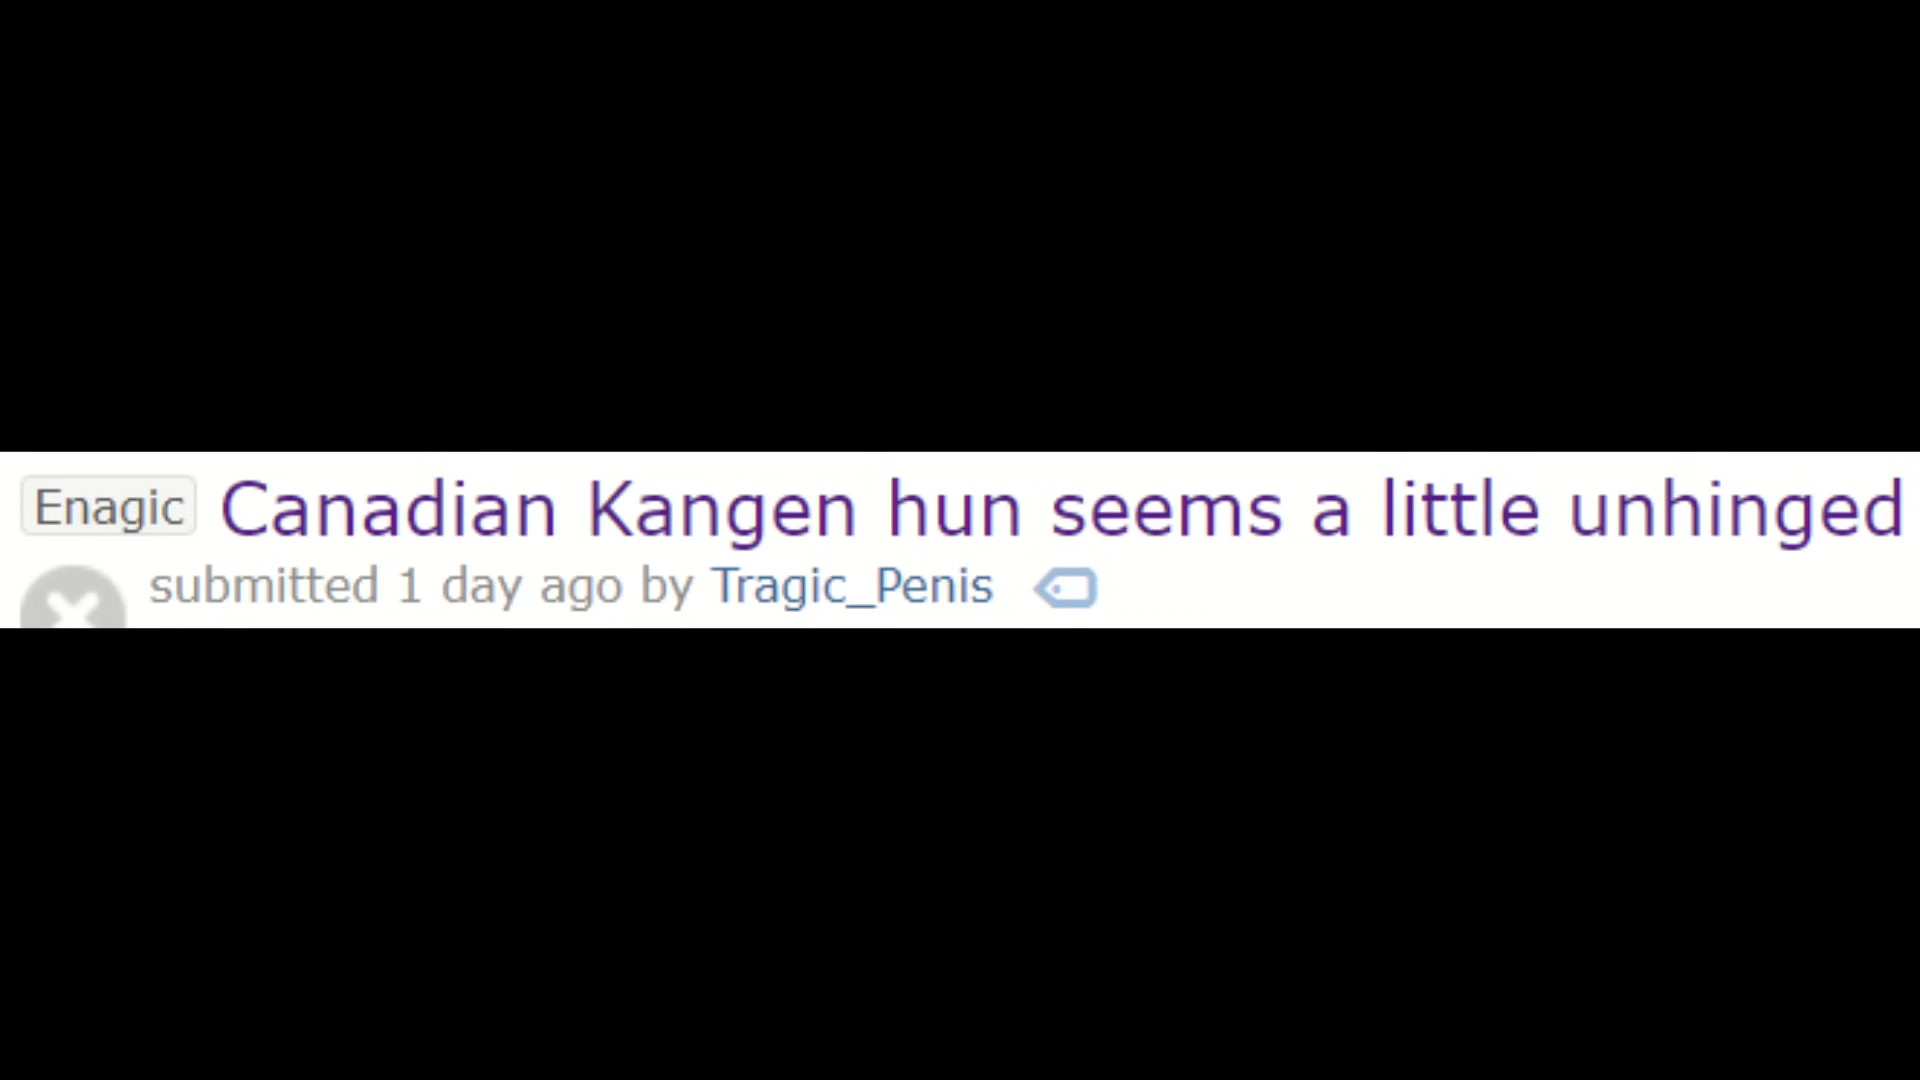 Enagic Canadian Kangen hun seems a little unhinged
submitted 1 day ago by Tragic_Penis